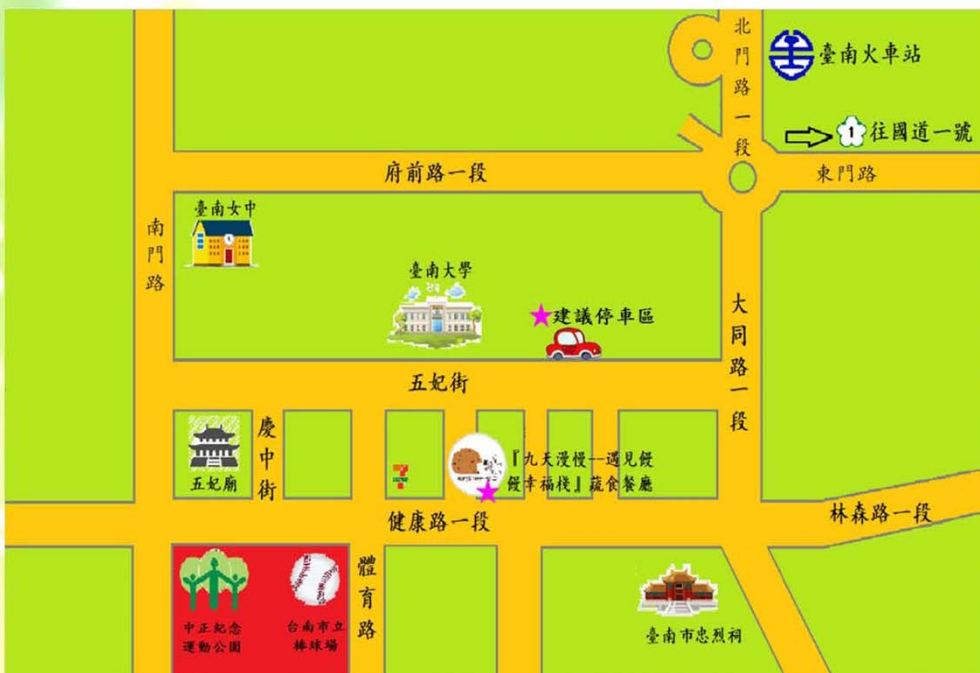 北門路一段
臺南火車站
1
往國道一號
府前路一段
東門路
臺南女中
南門路
臺南大學
建議停車區
大同路一段
五妃街
慶中街
五妃廟
『九天漫慢--遇見饅
饅幸福棧』蔬食餐廳
健康路一段
林森路一段
體育路
中正紀念
運動公園
台南市立
棒球場
臺南市忠烈祠